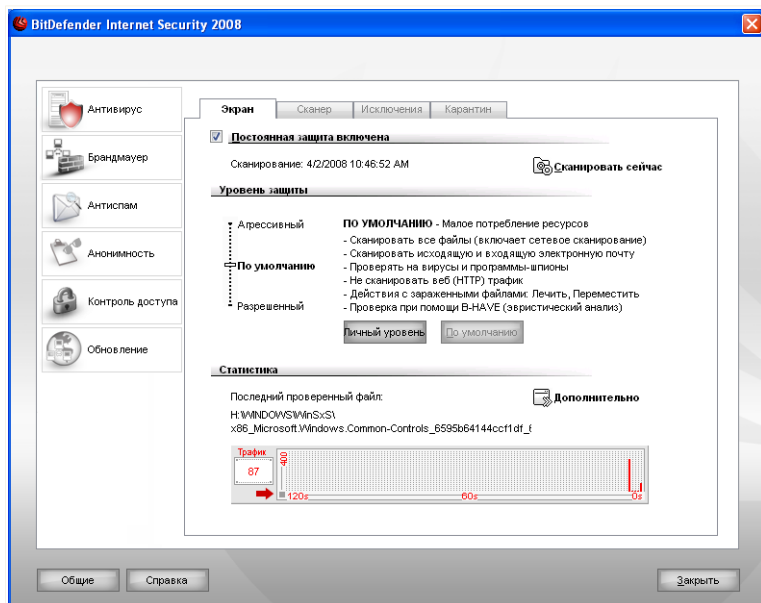 BitDefender Internet Security 2008
Антивирус
Брандмауер
Антиспам
Анонимность
Контроль доступа
Обновление
Экран
Сканер
Исключения
Карантин
Постоянная защита включена
Сканирование: 4/2/2008 10:46:52 AM
Сканировать сейчас
Уровень защиты
Агрессивный
По умолчанию
Разрешенный
ПО УМОЛЧАНИЮ - Малое потребление ресурсов
- Сканировать все файлы (включает сетевое сканирование)
- Сканировать исходящую и входящую электронную почту
- Проверять на вирусы и программы-шпионы
- Не сканировать веб (HTTP) трафик
- Действия с зараженными файлами: Лечить, Переместить
- Проверка при помощи B-HAVE (эвристический анализ)
Личный уровень
По умолчанию
Статистика
Последний проверенный файл:
Дополнительно
H:\WINDOWS\WinSxS\
x86_Microsoft.Windows.Common-Controls_6595b64144ccf1df_6
Трафик
87
400
120s
60s
0s
Общие
Справка
Закрыть